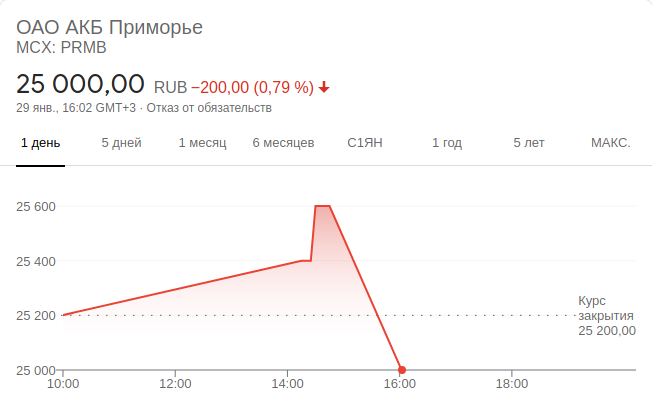 ОАО АКБ Приморье
MCX: PRMB
25 000,00 RUB −200,00 (0,79 %)
29 янв., 16:02 GMT+3 · Отказ от обязательств
1 день 5 дней 1 месяц 6 месяцев С1ЯН 1 год 5 лет МАКС.
25 600
25 400
25 200
25 000
Курс
закрытия
25 200,00
10:00 12:00 14:00 16:00 18:00